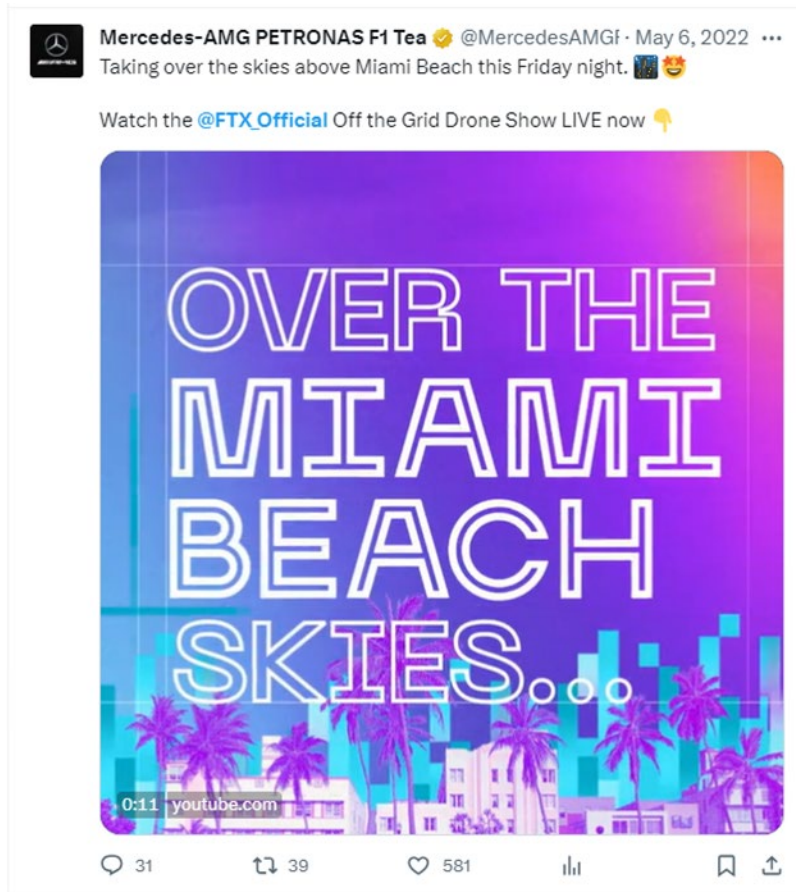 Mercedes-AMG PETRONAS F1 Tea @MercedesAMGF · May 6, 2022
Taking over the skies above Miami Beach this Friday night. 🌃🤩
Watch the @FTX_Official Off the Grid Drone Show LIVE now 👇
OVER THE
MIAMI
BEACH
SKIES...
0:11 youtube.com
31 39 581